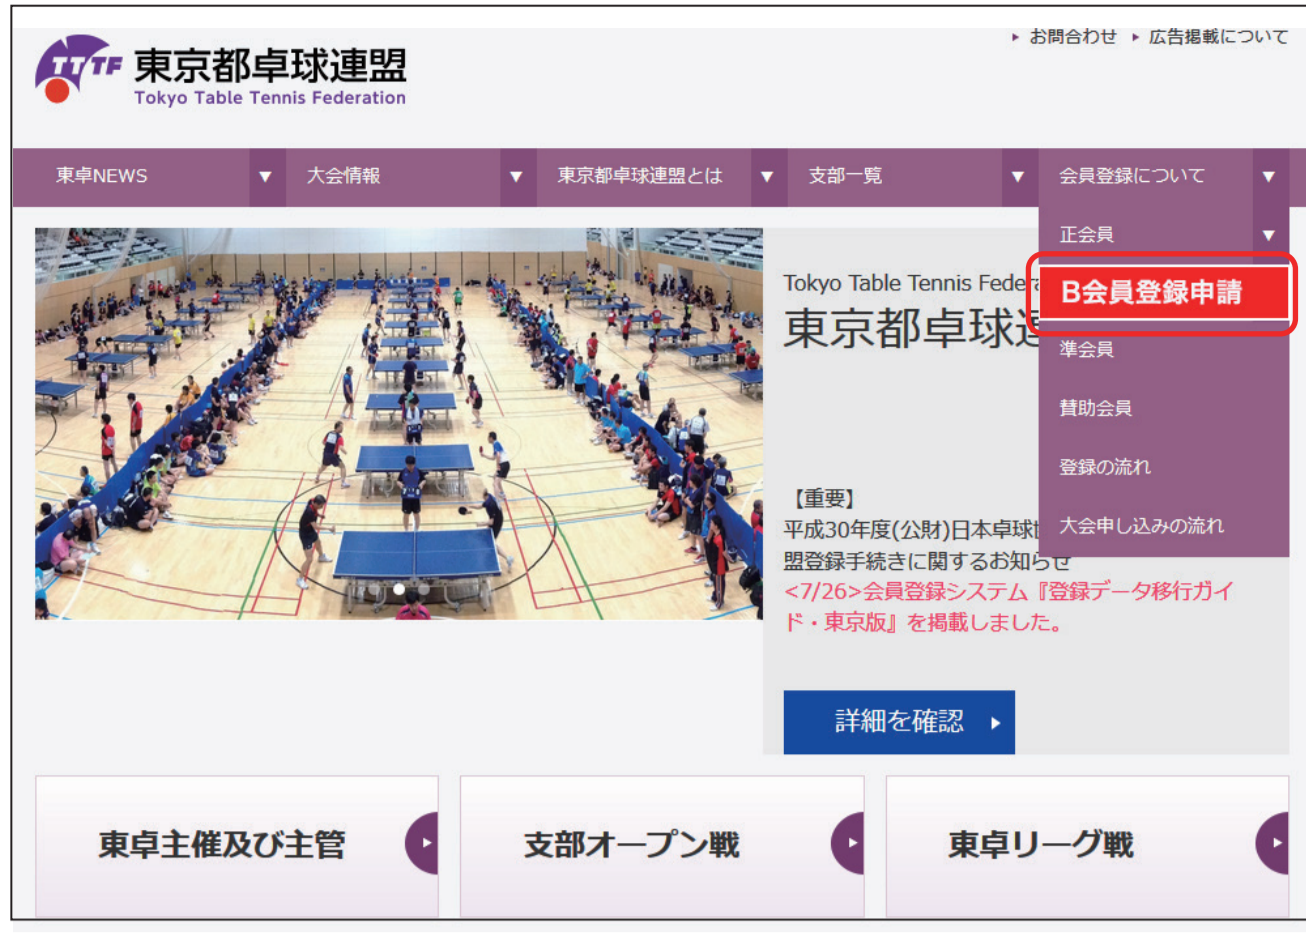 お問合わせ 広告掲載について
TTTF 東京都卓球連盟
Tokyo Table Tennis Federation
東卓NEWS ▼ 大会情報 ▼ 東京都卓球連盟とは ▼ 支部一覧 ▼ 会員登録について ▼
正会員 ▼
B会員登録申請
準会員
賛助会員
登録の流れ
大会申し込みの流れ
Tokyo Table Tennis Federa
東京都卓球連
【重要】
平成30年度(公財)日本卓球
盟登録手続きに関するお知らせ
<7/26>会員登録システム『登録データ移行ガイ
ド・東京版』を掲載しました。
詳細を確認
東卓主催及び主管
支部オープン戦
東卓リーグ戦